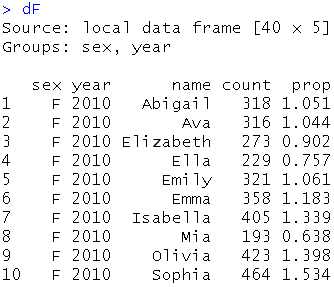 > dF
Source: local data frame [40 x 5]
Groups: sex, year

   sex year      name count  prop
1    F 2010   Abigail   318 1.051
2    F 2010       Ava   316 1.044
3    F 2010 Elizabeth   273 0.902
4    F 2010      Ella   229 0.757
5    F 2010     Emily   321 1.061
6    F 2010      Emma   358 1.183
7    F 2010  Isabella   405 1.339
8    F 2010       Mia   193 0.638
9    F 2010    Olivia   423 1.398
10   F 2010    Sophia   464 1.534